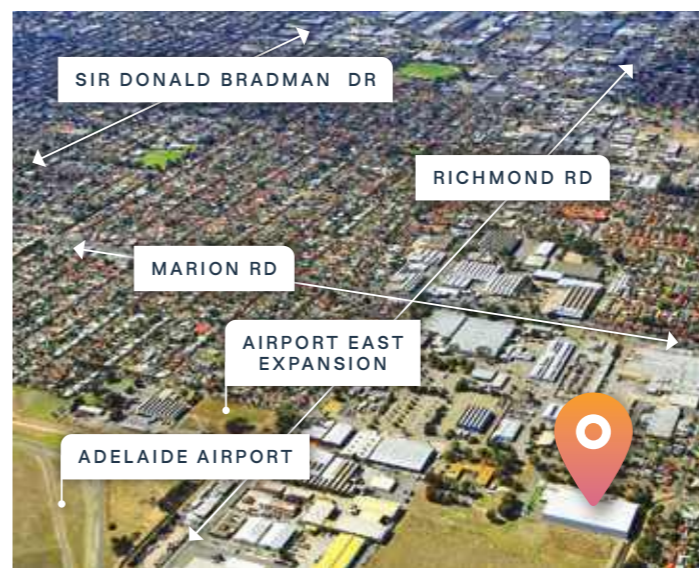 SIR DONALD BRADMAN DR
RICHMOND RD
MARION RD
AIRPORT EAST
EXPANSION
ADELAIDE AIRPORT